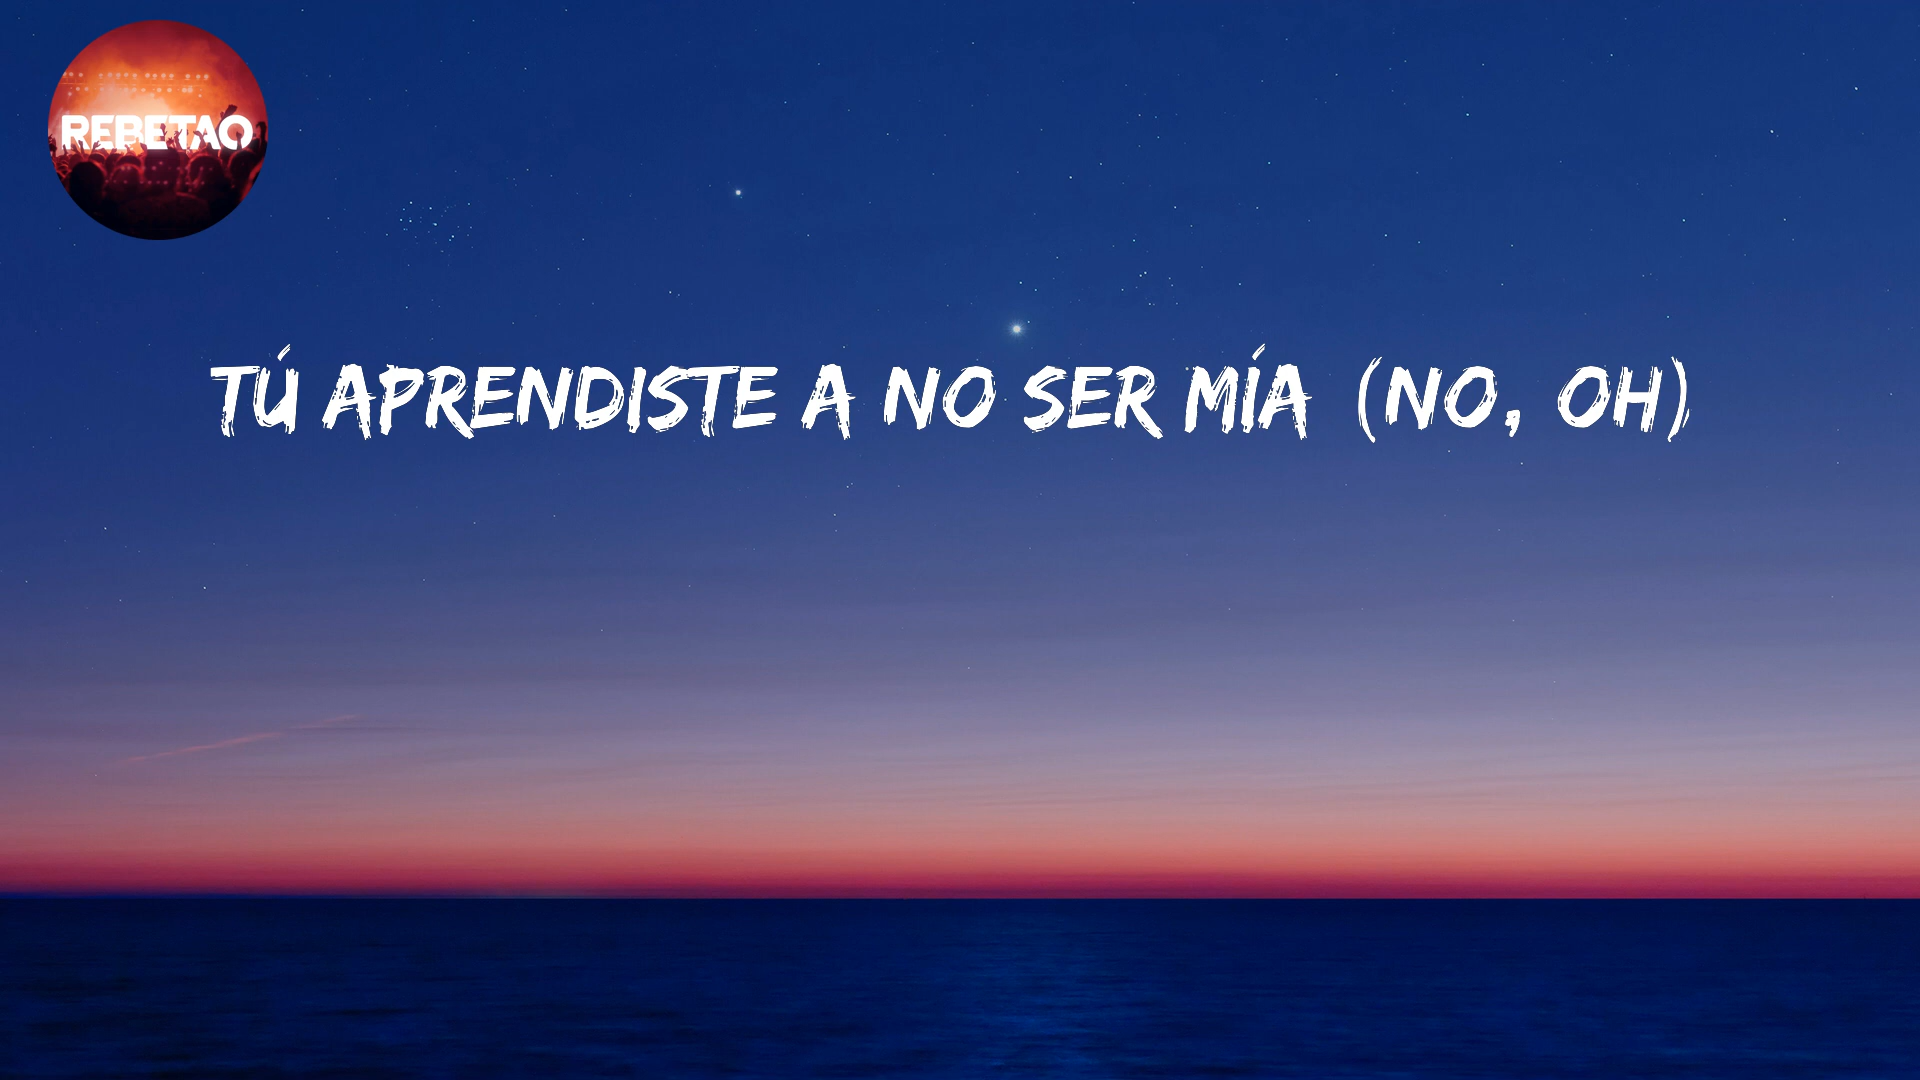 REBETAO
TÚ APRENDISTE A NO SER MÍA (NO, OH)